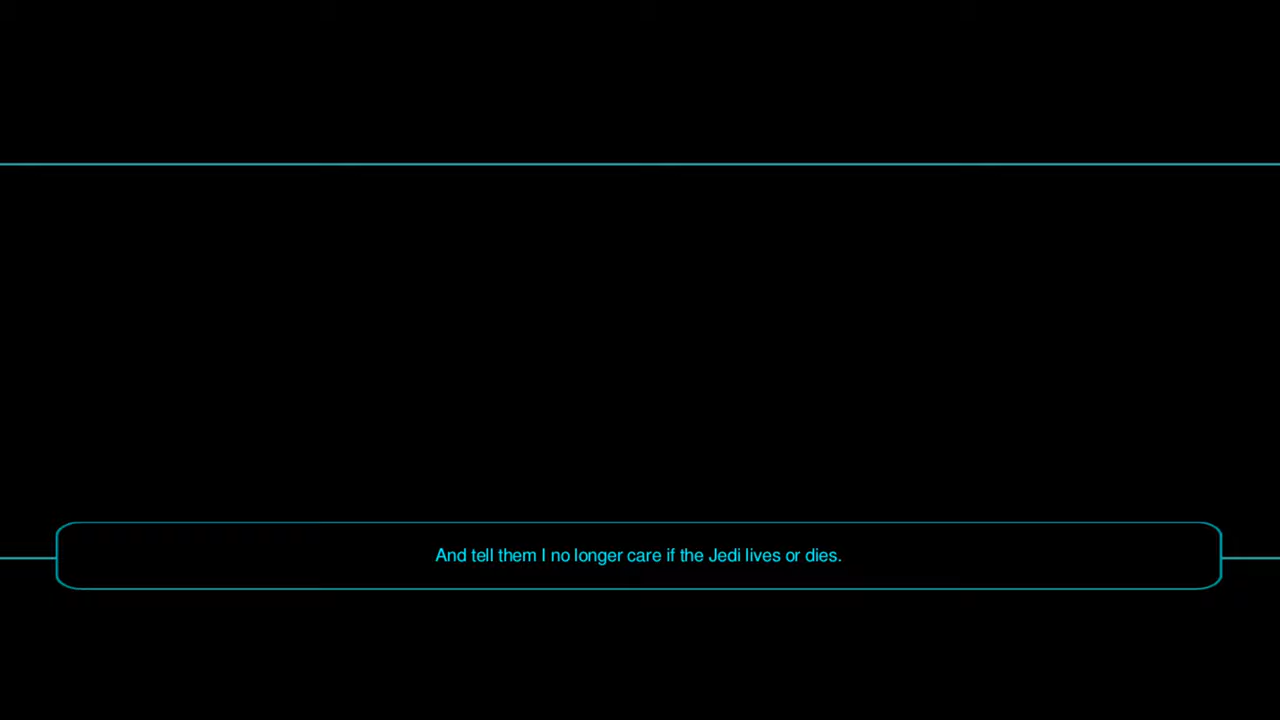 And tell them I no longer care if the Jedi lives or dies.